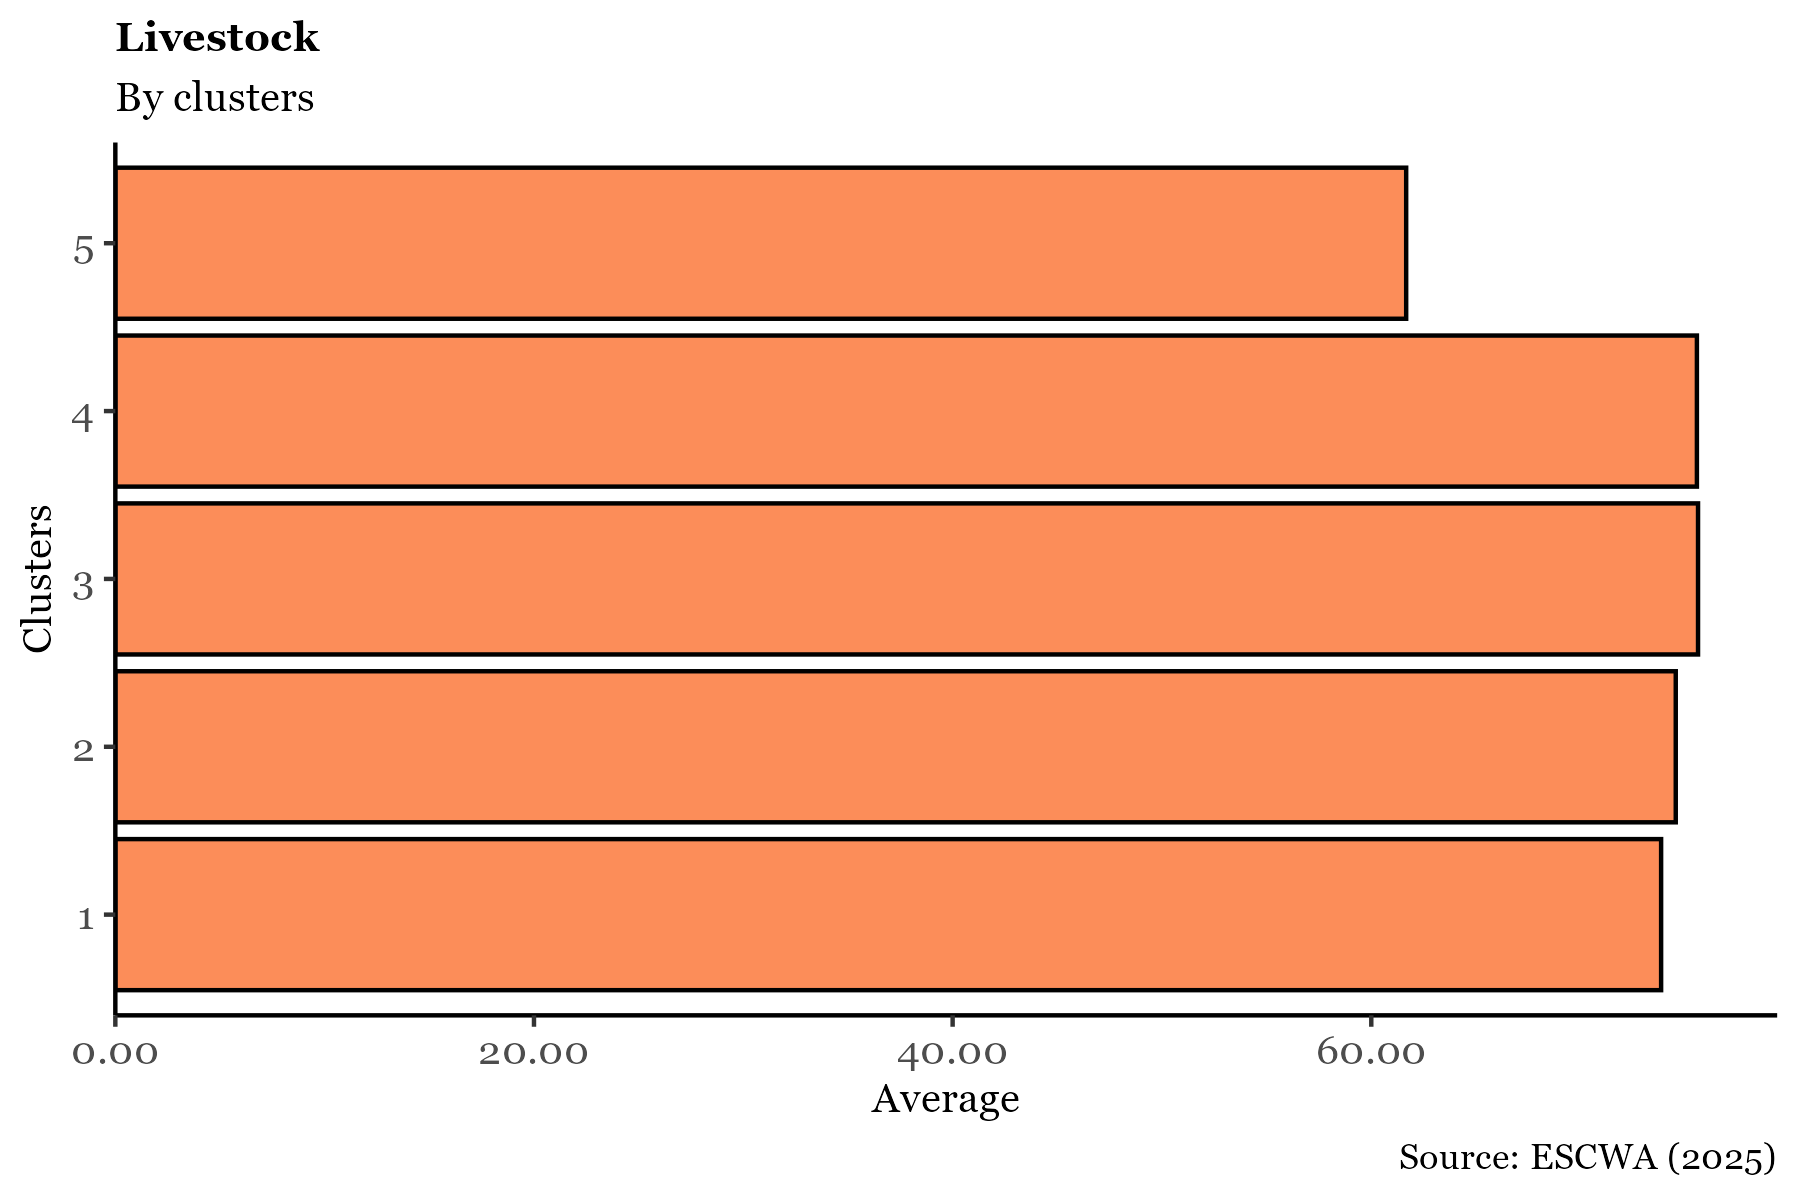 Livestock
By clusters
Clusters
5
4
3
2
1
0.00 20.00 40.00 60.00
Average
Source: ESCWA (2025)